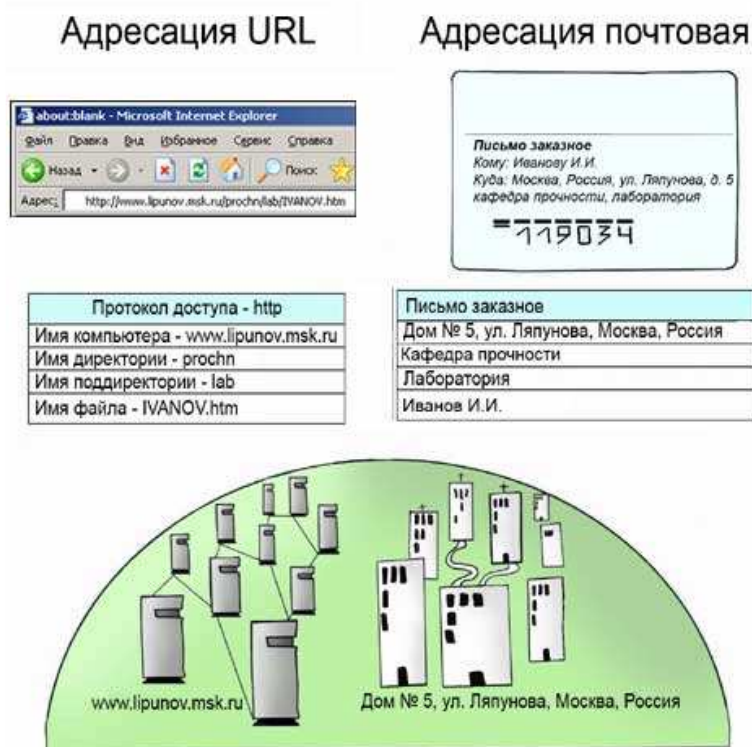 Адресация URL
Адресация почтовая
about:blank - Microsoft Internet Explorer
Файл Правка Вид Избранное Сервис Справка
Назад Поиск
Адрес: http://www.lipunov.msk.ru/prochn/lab/IVANOV.htm
Письмо заказное
Кому: Иванову И.И.
Куда: Москва, Россия, ул. Ляпунова, д. 5
кафедра прочности, лаборатория
119034
Протокол доступа - http
Имя компьютера - www.lipunov.msk.ru
Имя директории - prochn
Имя поддиректории - lab
Имя файла - IVANOV.htm
Письмо заказное
Дом № 5, ул. Ляпунова, Москва, Россия
Кафедра прочности
Лаборатория
Иванов И.И.
www.lipunov.msk.ru
Дом № 5, ул. Ляпунова, Москва, Россия